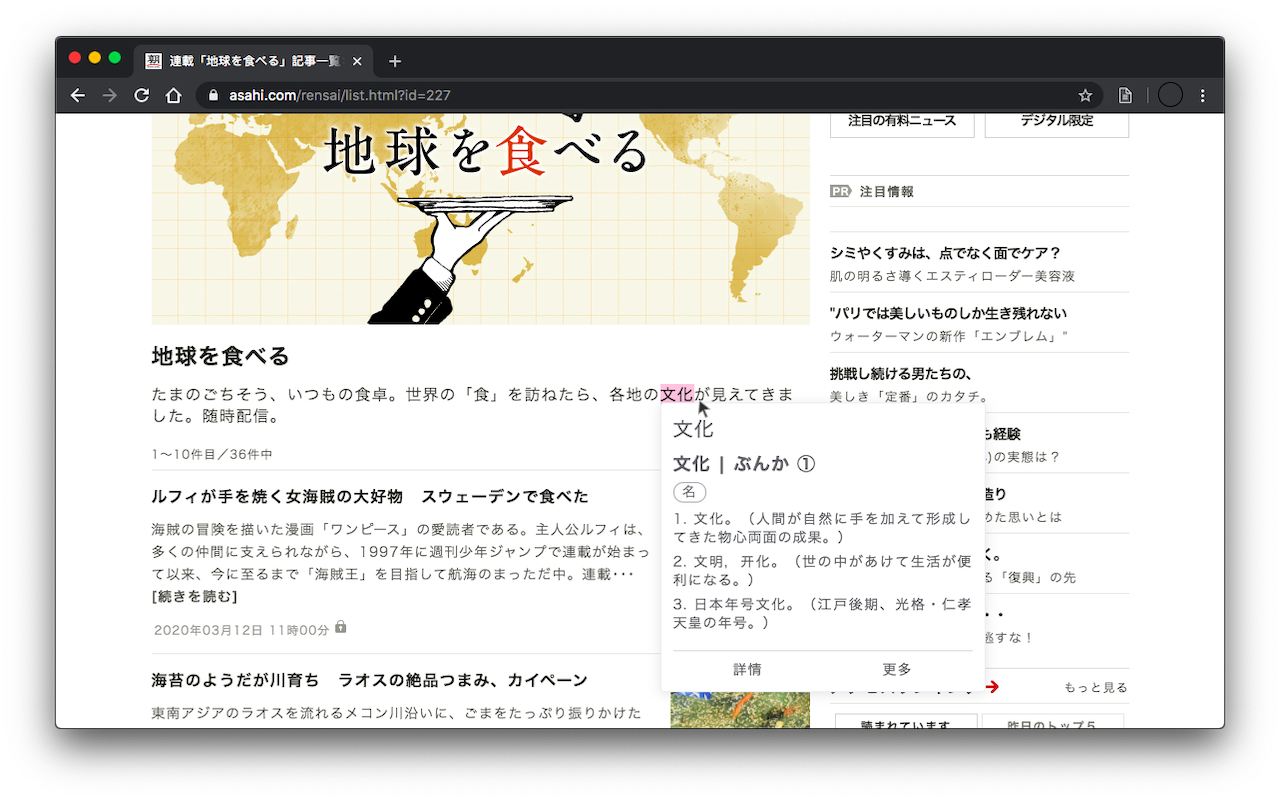 連載「地球を食べる」記事一覧
asahi.com/rensai/list.html?id=227
地球を食べる
地球を食べる
たまのごちそう、いつもの食卓。世界の「食」を訪ねたら、各地の文化が見えてきま
した。随時配信。
1〜10件目／36件中
ルフィが手を焼く女海賊の大好物　スウェーデンで食べた
海賊の冒険を描いた漫画「ワンピース」の愛読者である。主人公ルフィは、
多くの仲間に支えられながら、1997年に週刊少年ジャンプで連載が始まっ
て以来、今に至るまで「海賊王」を目指して航海のまっただ中。連載･･･
[続きを読む]
2020年03月12日 11時00分
海苔のようだが川育ち　ラオスの絶品つまみ、カイペーン
東南アジアのラオスを流れるメコン川沿いに、ごまをたっぷり振りかけた
文化
文化 | ぶんか ①
名
1. 文化。（人間が自然に手を加えて形成し
てきた物心両面の成果。）
2. 文明，开化。（世の中があけて生活が便
利になる。）
3. 日本年号文化。（江戸後期、光格・仁孝
天皇の年号。）
詳情
更多
注目の有料ニュース
デジタル限定
PR 注目情報
シミやくすみは、点でなく面でケア？
肌の明るさ導くエスティローダー美容液
"パリでは美しいものしか生き残れない
ウォーターマンの新作「エンブレム」"
挑戦し続ける男たちの、
美しき「定番」のカタチ。
も経験
)の実態は？
造り
めた思いとは
く。
る「復興」の先
・・
逃すな！
もっと見る
読まれています
昨日のトップ５